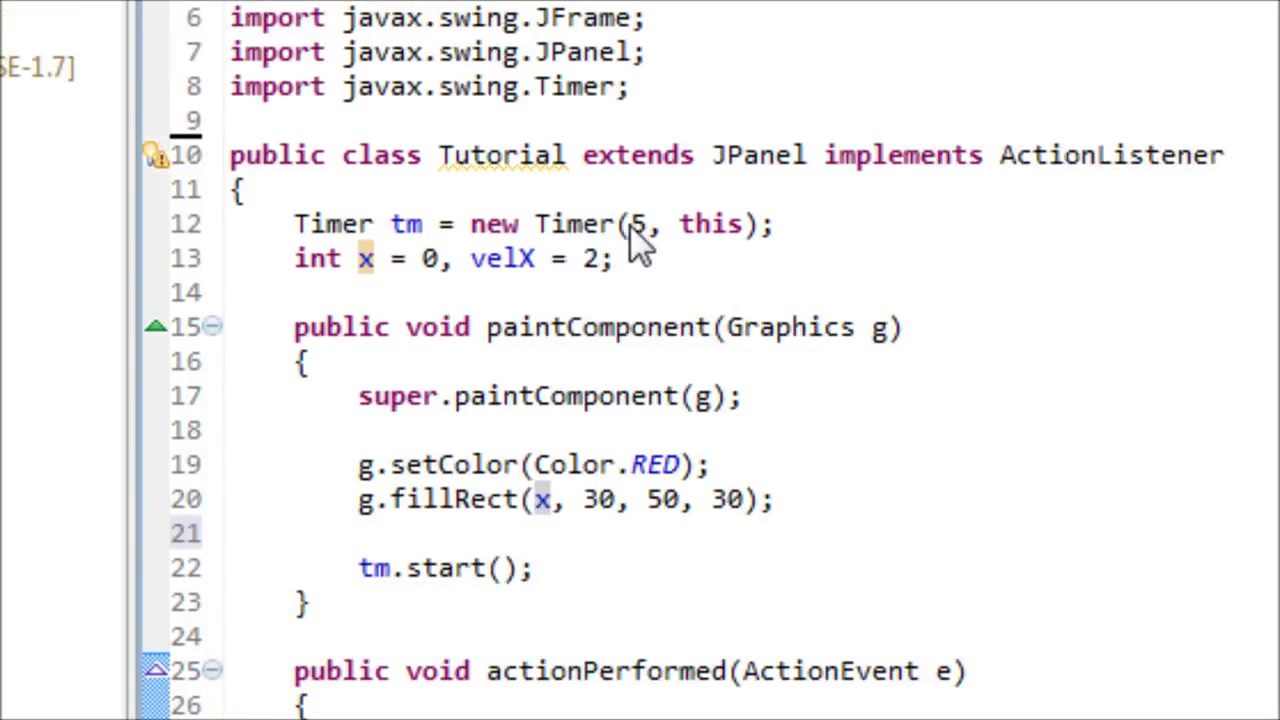 6 import javax.swing.JFrame;
SE-1.7] 7 import javax.swing.JPanel;
8 import javax.swing.Timer;
9
10 public class Tutorial extends JPanel implements ActionListener
11 {
12 Timer tm = new Timer(5, this);
13 int x = 0, velX = 2;
14
15 public void paintComponent(Graphics g)
16 {
17 super.paintComponent(g);
18
19 g.setColor(Color.RED);
20 g.fillRect(x, 30, 50, 30);
21
22 tm.start();
23 }
24
25 public void actionPerformed(ActionEvent e)
26 {